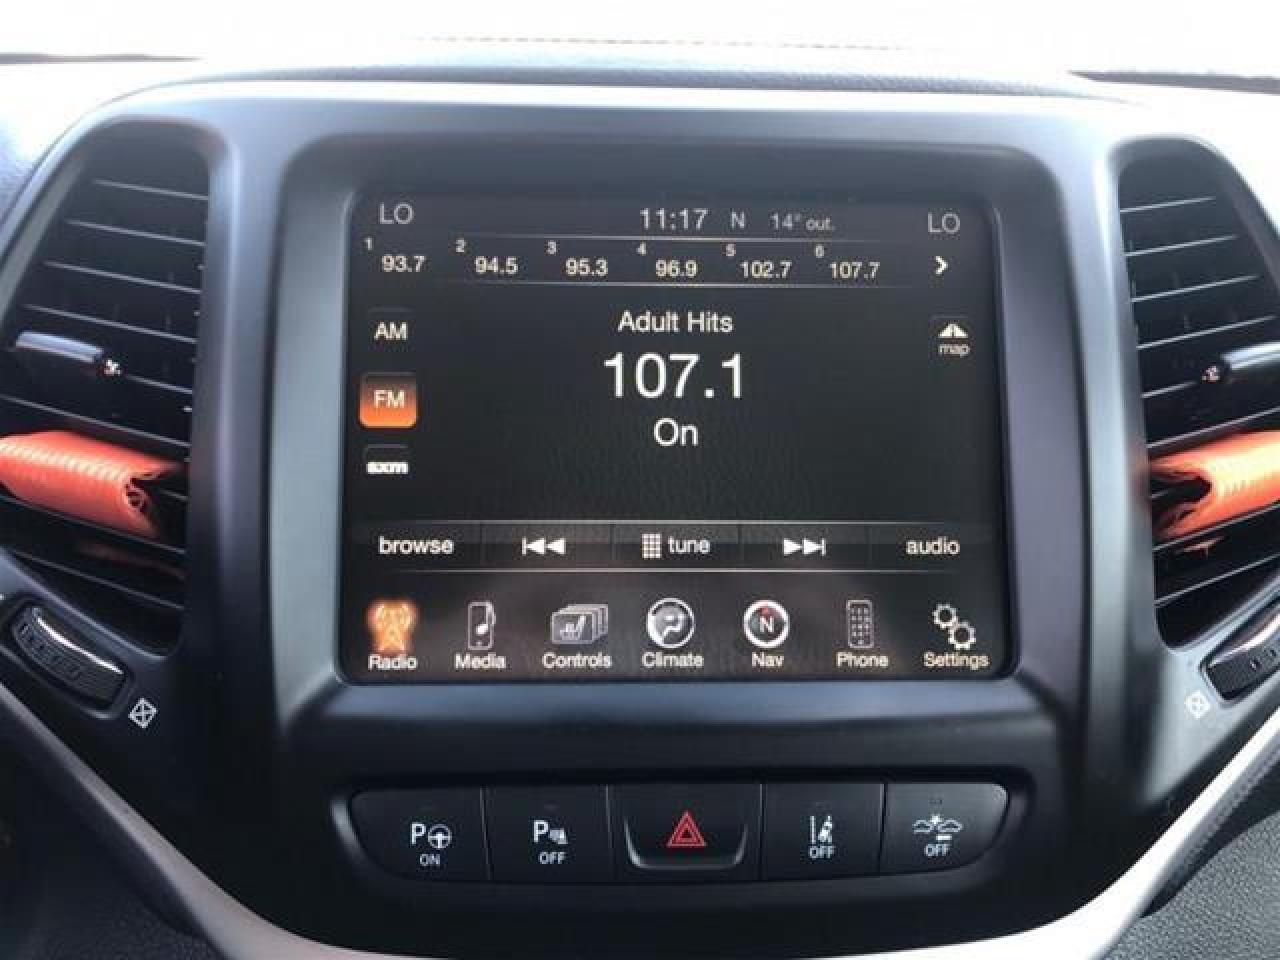 LO 11:17 N 14° out. LO
1 93.7 2 94.5 3 95.3 4 96.9 5 102.7 6 107.7
Adult Hits
AM
map
107.1
FM
On
sxm
browse tune audio
N
Radio Media Controls Climate Nav Phone Settings
P ON
P OFF
OFF
OFF